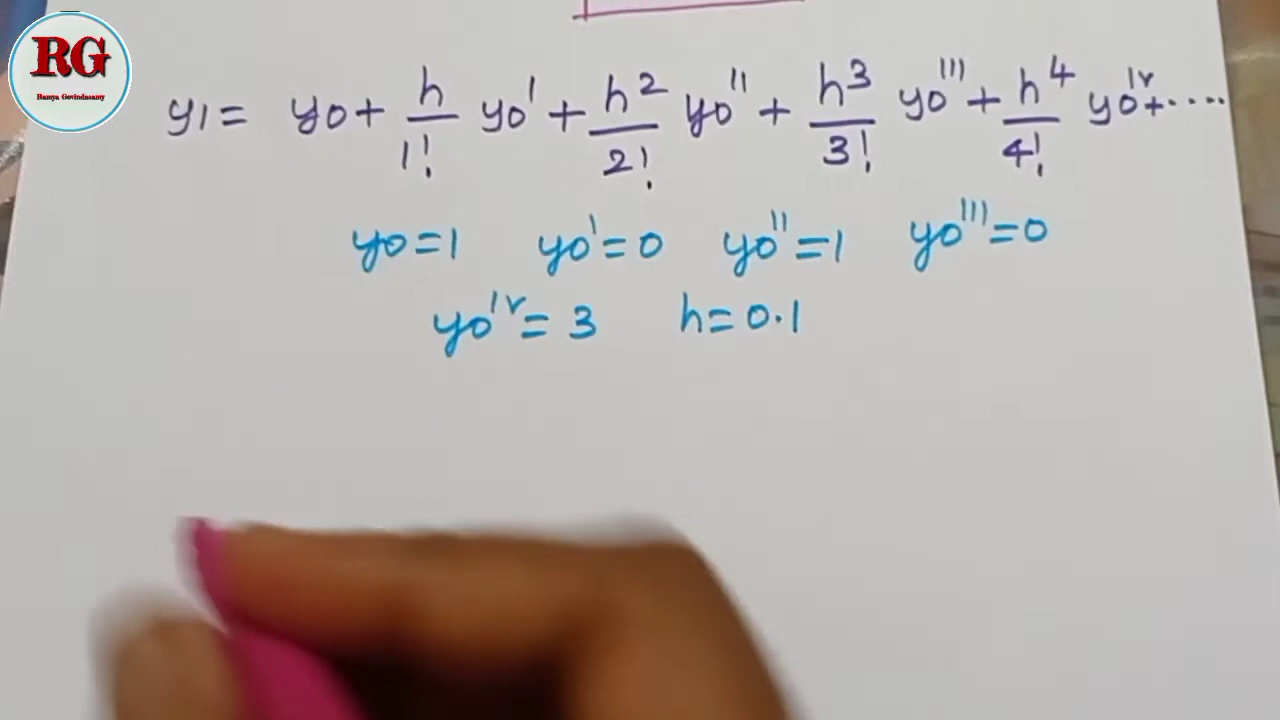 RG
Ramya Govindasamy
y1 = y0 + h/1! y0' + h²/2! y0'' + h³/3! y0''' + h⁴/4! y0ⁱᵛ + ....
y0 = 1 y0' = 0 y0'' = 1 y0''' = 0
y0ⁱᵛ = 3 h = 0.1